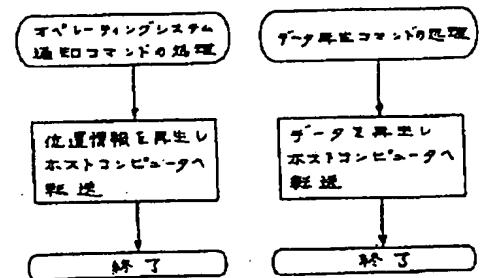 オペレーティングシステム
通知コマンドの処理
位置情報を再生し
ホストコンピュータへ
転送
終了
データ再生コマンドの処理
データを再生し
ホストコンピュータへ
転送
終了